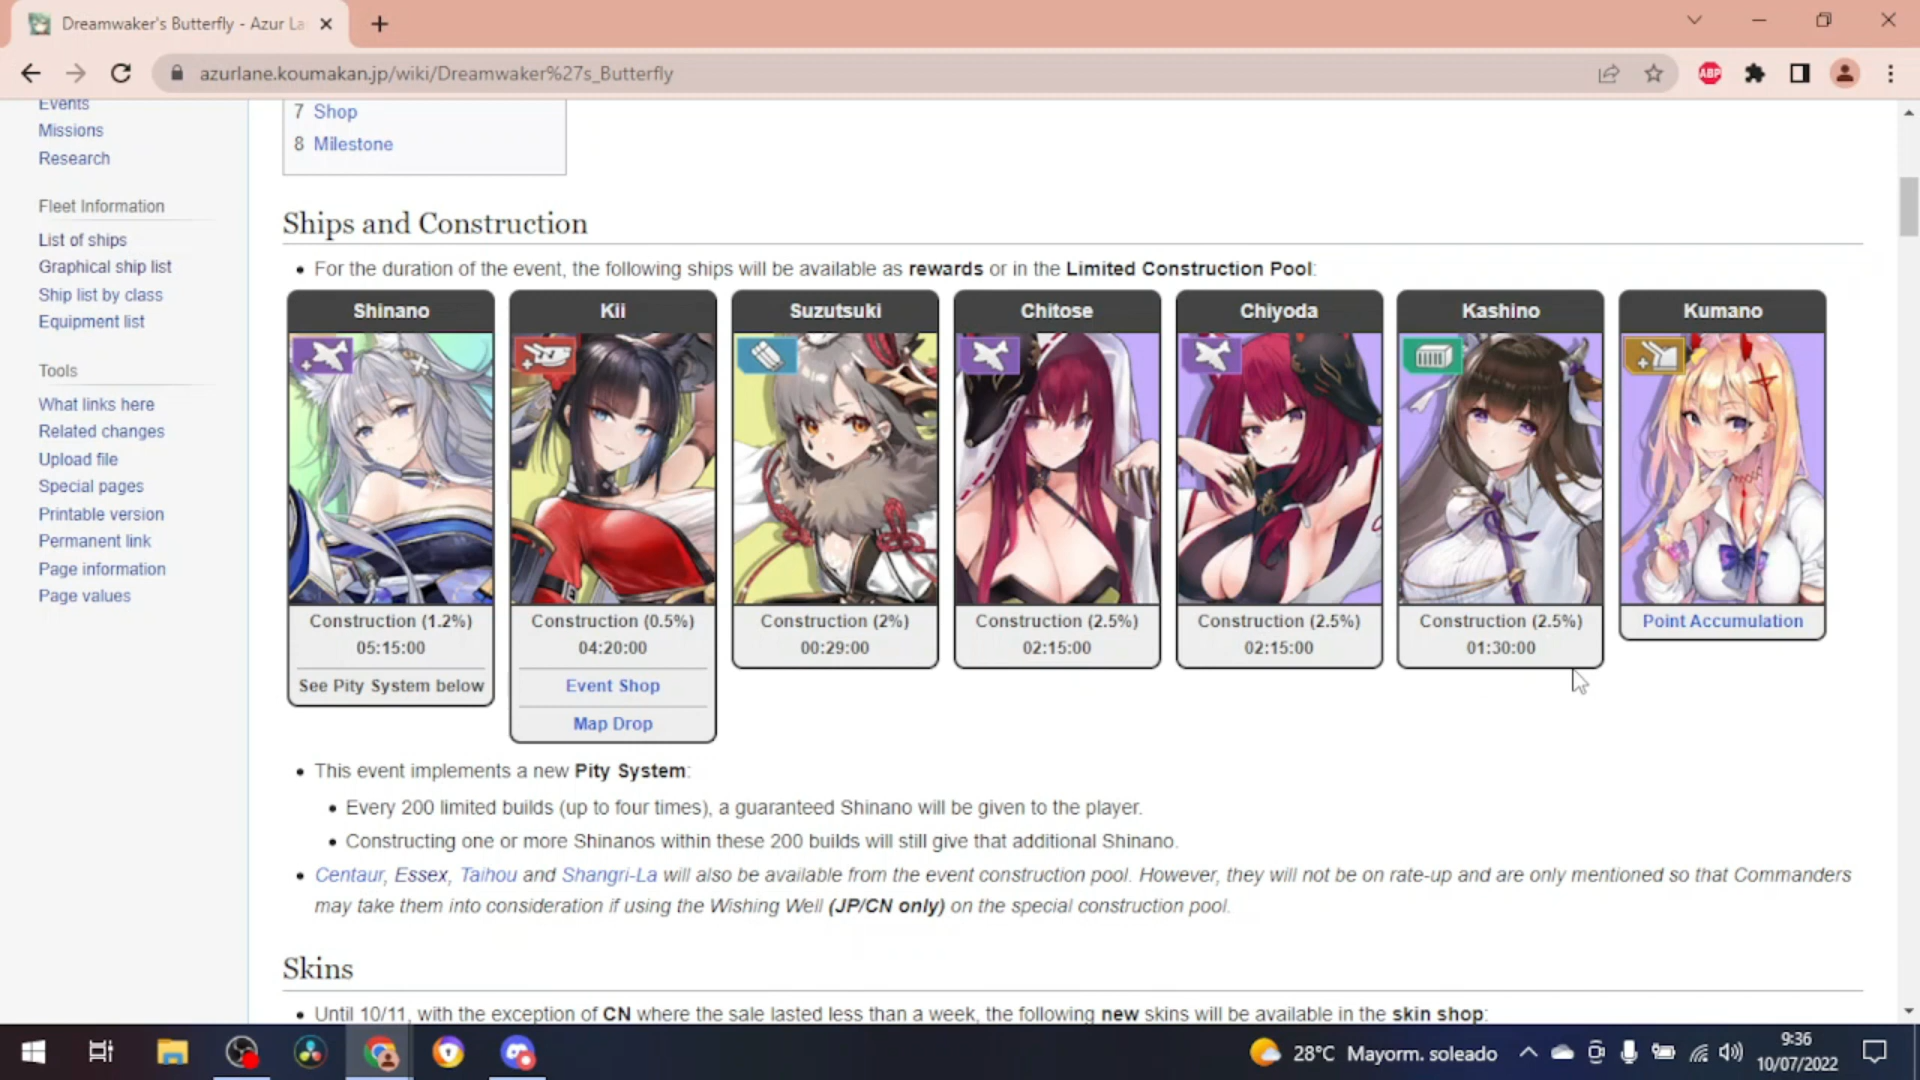 Dreamwaker's Butterfly - Azur La
azurlane.koumakan.jp/wiki/Dreamwaker%27s_Butterfly
ABP
Events
Missions
Research
Fleet Information
List of ships
Graphical ship list
Ship list by class
Equipment list
Tools
What links here
Related changes
Upload file
Special pages
Printable version
Permanent link
Page information
Page values
7 Shop
8 Milestone
Ships and Construction
• For the duration of the event, the following ships will be available as rewards or in the Limited Construction Pool:
Shinano
Construction (1.2%)
05:15:00
See Pity System below
Kii
Construction (0.5%)
04:20:00
Event Shop
Map Drop
Suzutsuki
Construction (2%)
00:29:00
Chitose
Construction (2.5%)
02:15:00
Chiyoda
Construction (2.5%)
02:15:00
Kashino
Construction (2.5%)
01:30:00
Kumano
Point Accumulation
• This event implements a new Pity System:
• Every 200 limited builds (up to four times), a guaranteed Shinano will be given to the player.
• Constructing one or more Shinanos within these 200 builds will still give that additional Shinano.
• Centaur, Essex, Taihou and Shangri-La will also be available from the event construction pool. However, they will not be on rate-up and are only mentioned so that Commanders
may take them into consideration if using the Wishing Well (JP/CN only) on the special construction pool.
Skins
• Until 10/11, with the exception of CN where the sale lasted less than a week, the following new skins will be available in the skin shop:
28°C Mayorm. soleado
9:36
10/07/2022